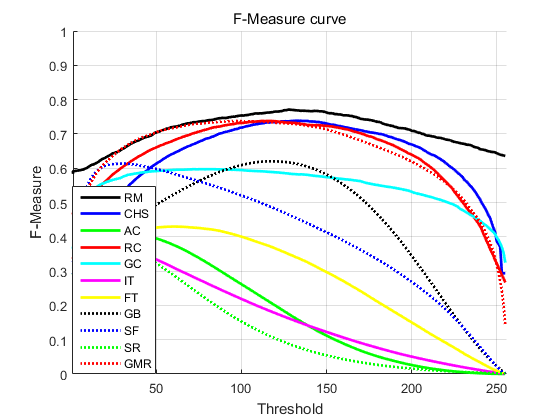 F-Measure curve
1
0.9
0.8
0.7
0.6
0.5
0.4
0.3
0.2
0.1
0
F-Measure
RM
CHS
AC
RC
GC
IT
FT
GB
SF
SR
GMR
50
100
150
200
250
Threshold